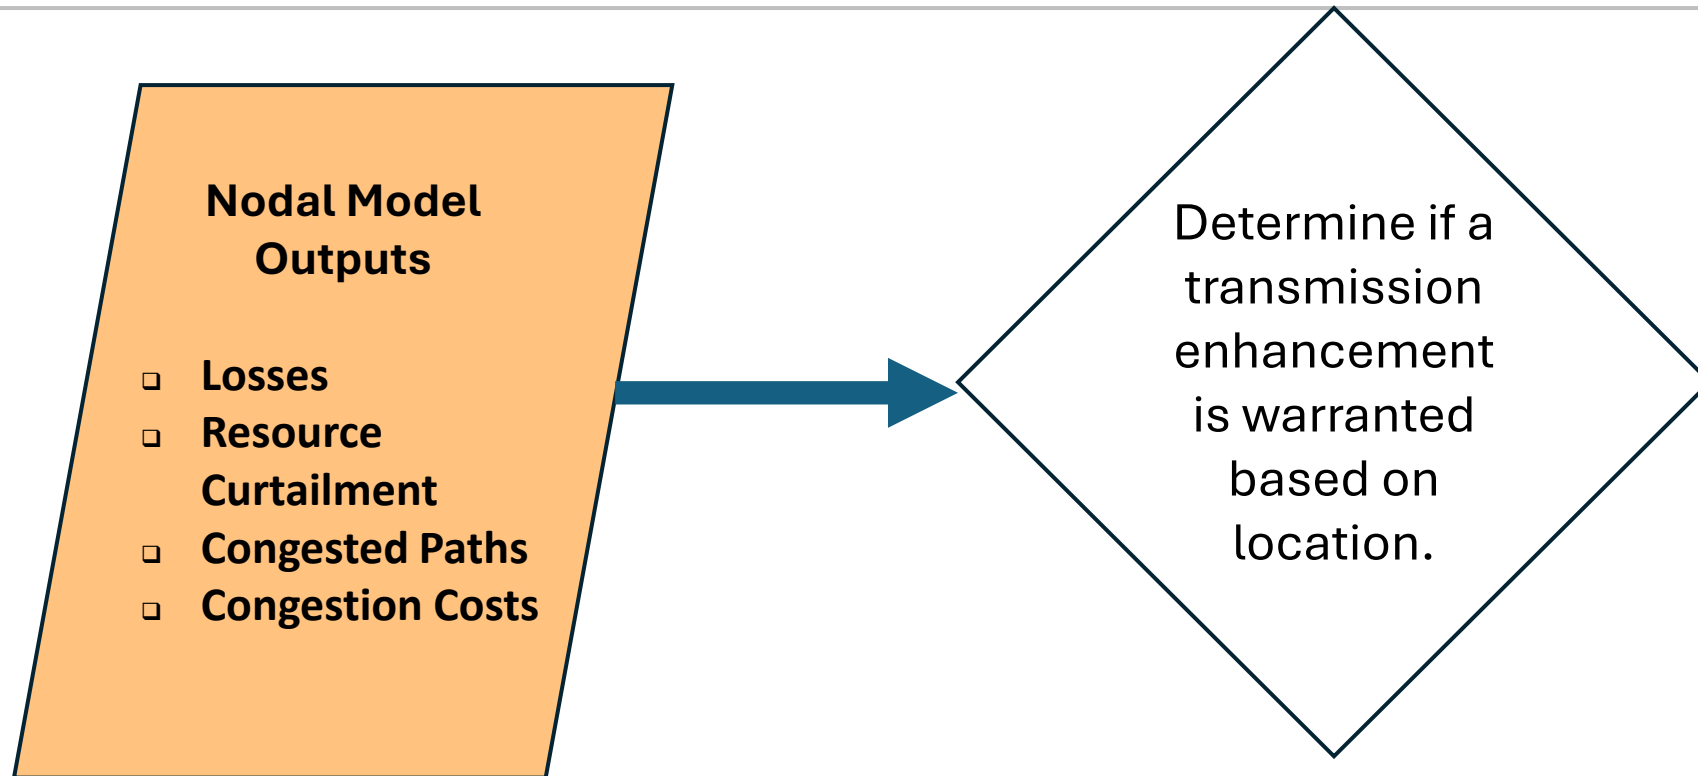 Nodal Model
Outputs
❑ Losses
❑ Resource
Curtailment
❑ Congested Paths
❑ Congestion Costs
Determine if a
transmission
enhancement
is warranted
based on
location.